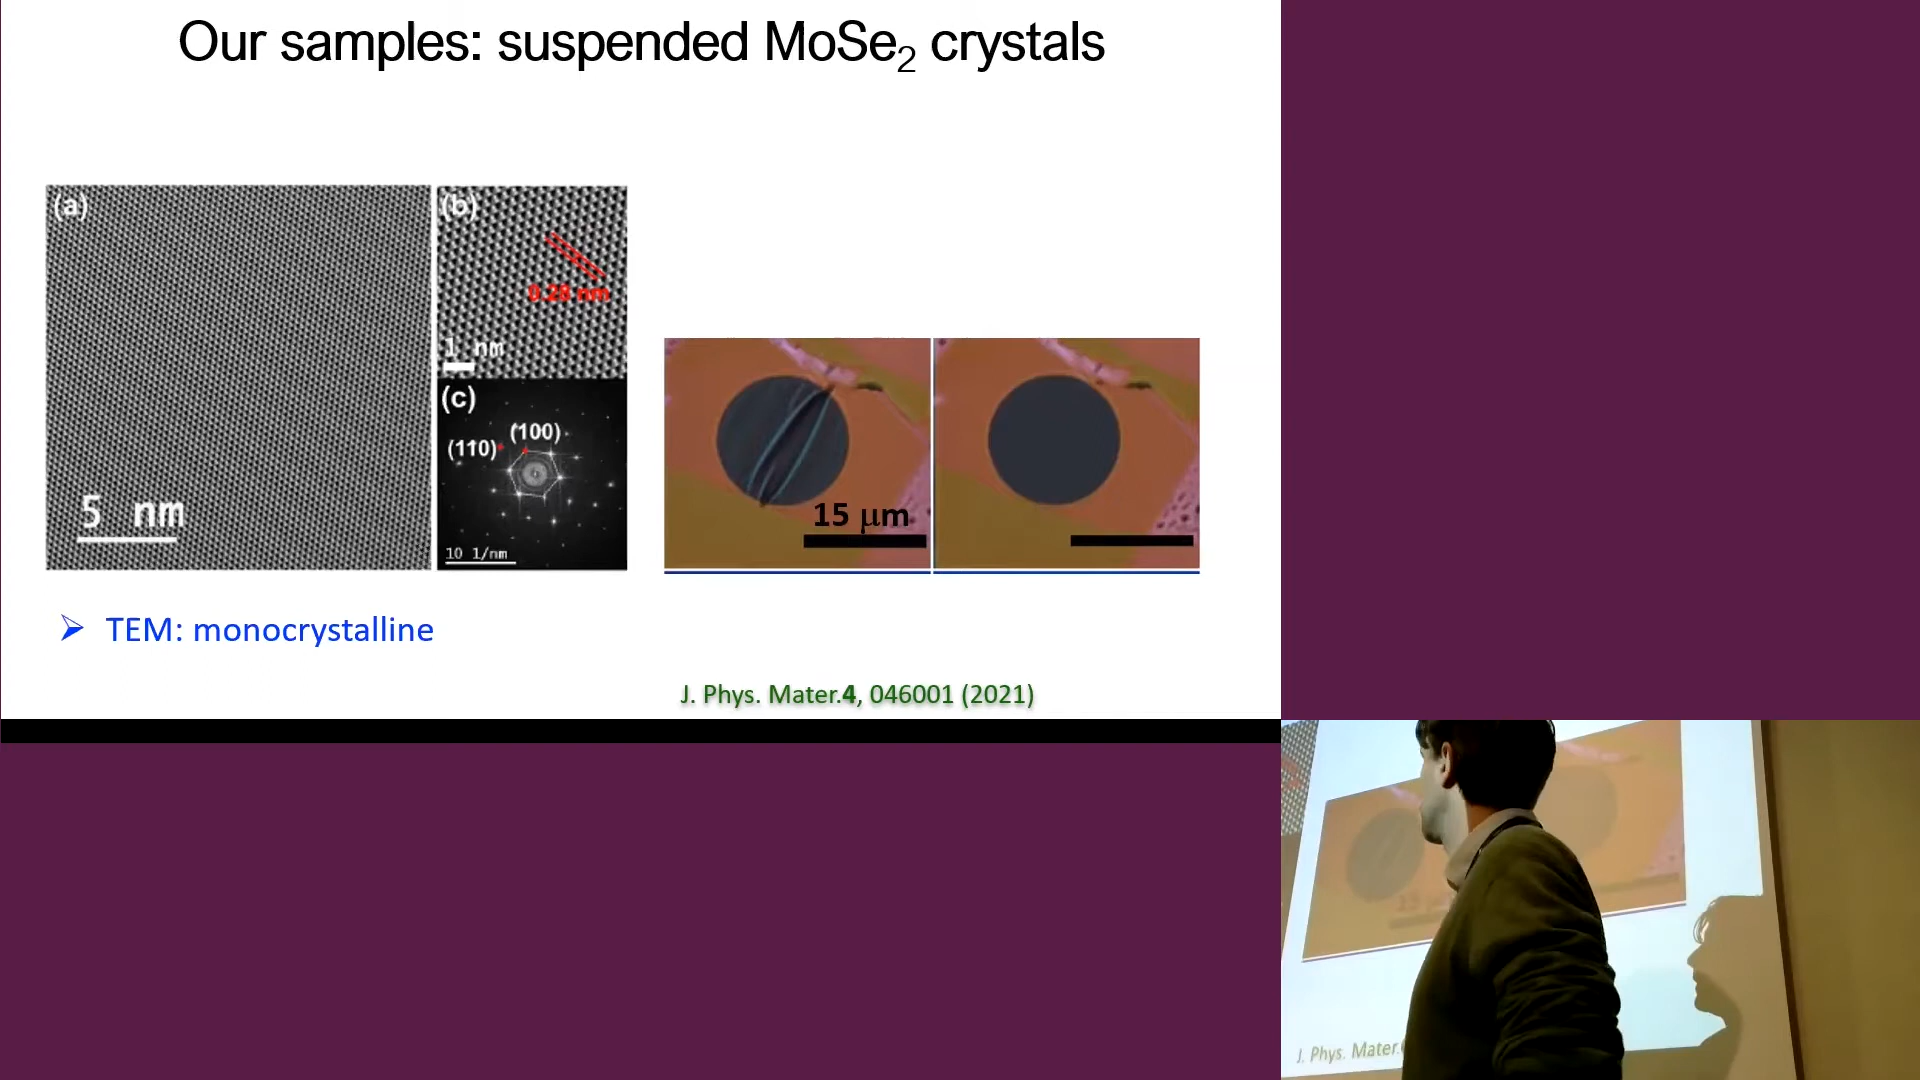 Our samples: suspended MoSe₂ crystals
(a)
5 nm
(b)
0.28 nm
1 nm
(c)
(110)
(100)
10 1/nm
15 μm
TEM: monocrystalline
J. Phys. Mater.4, 046001 (2021)
J. Phys. Mater.